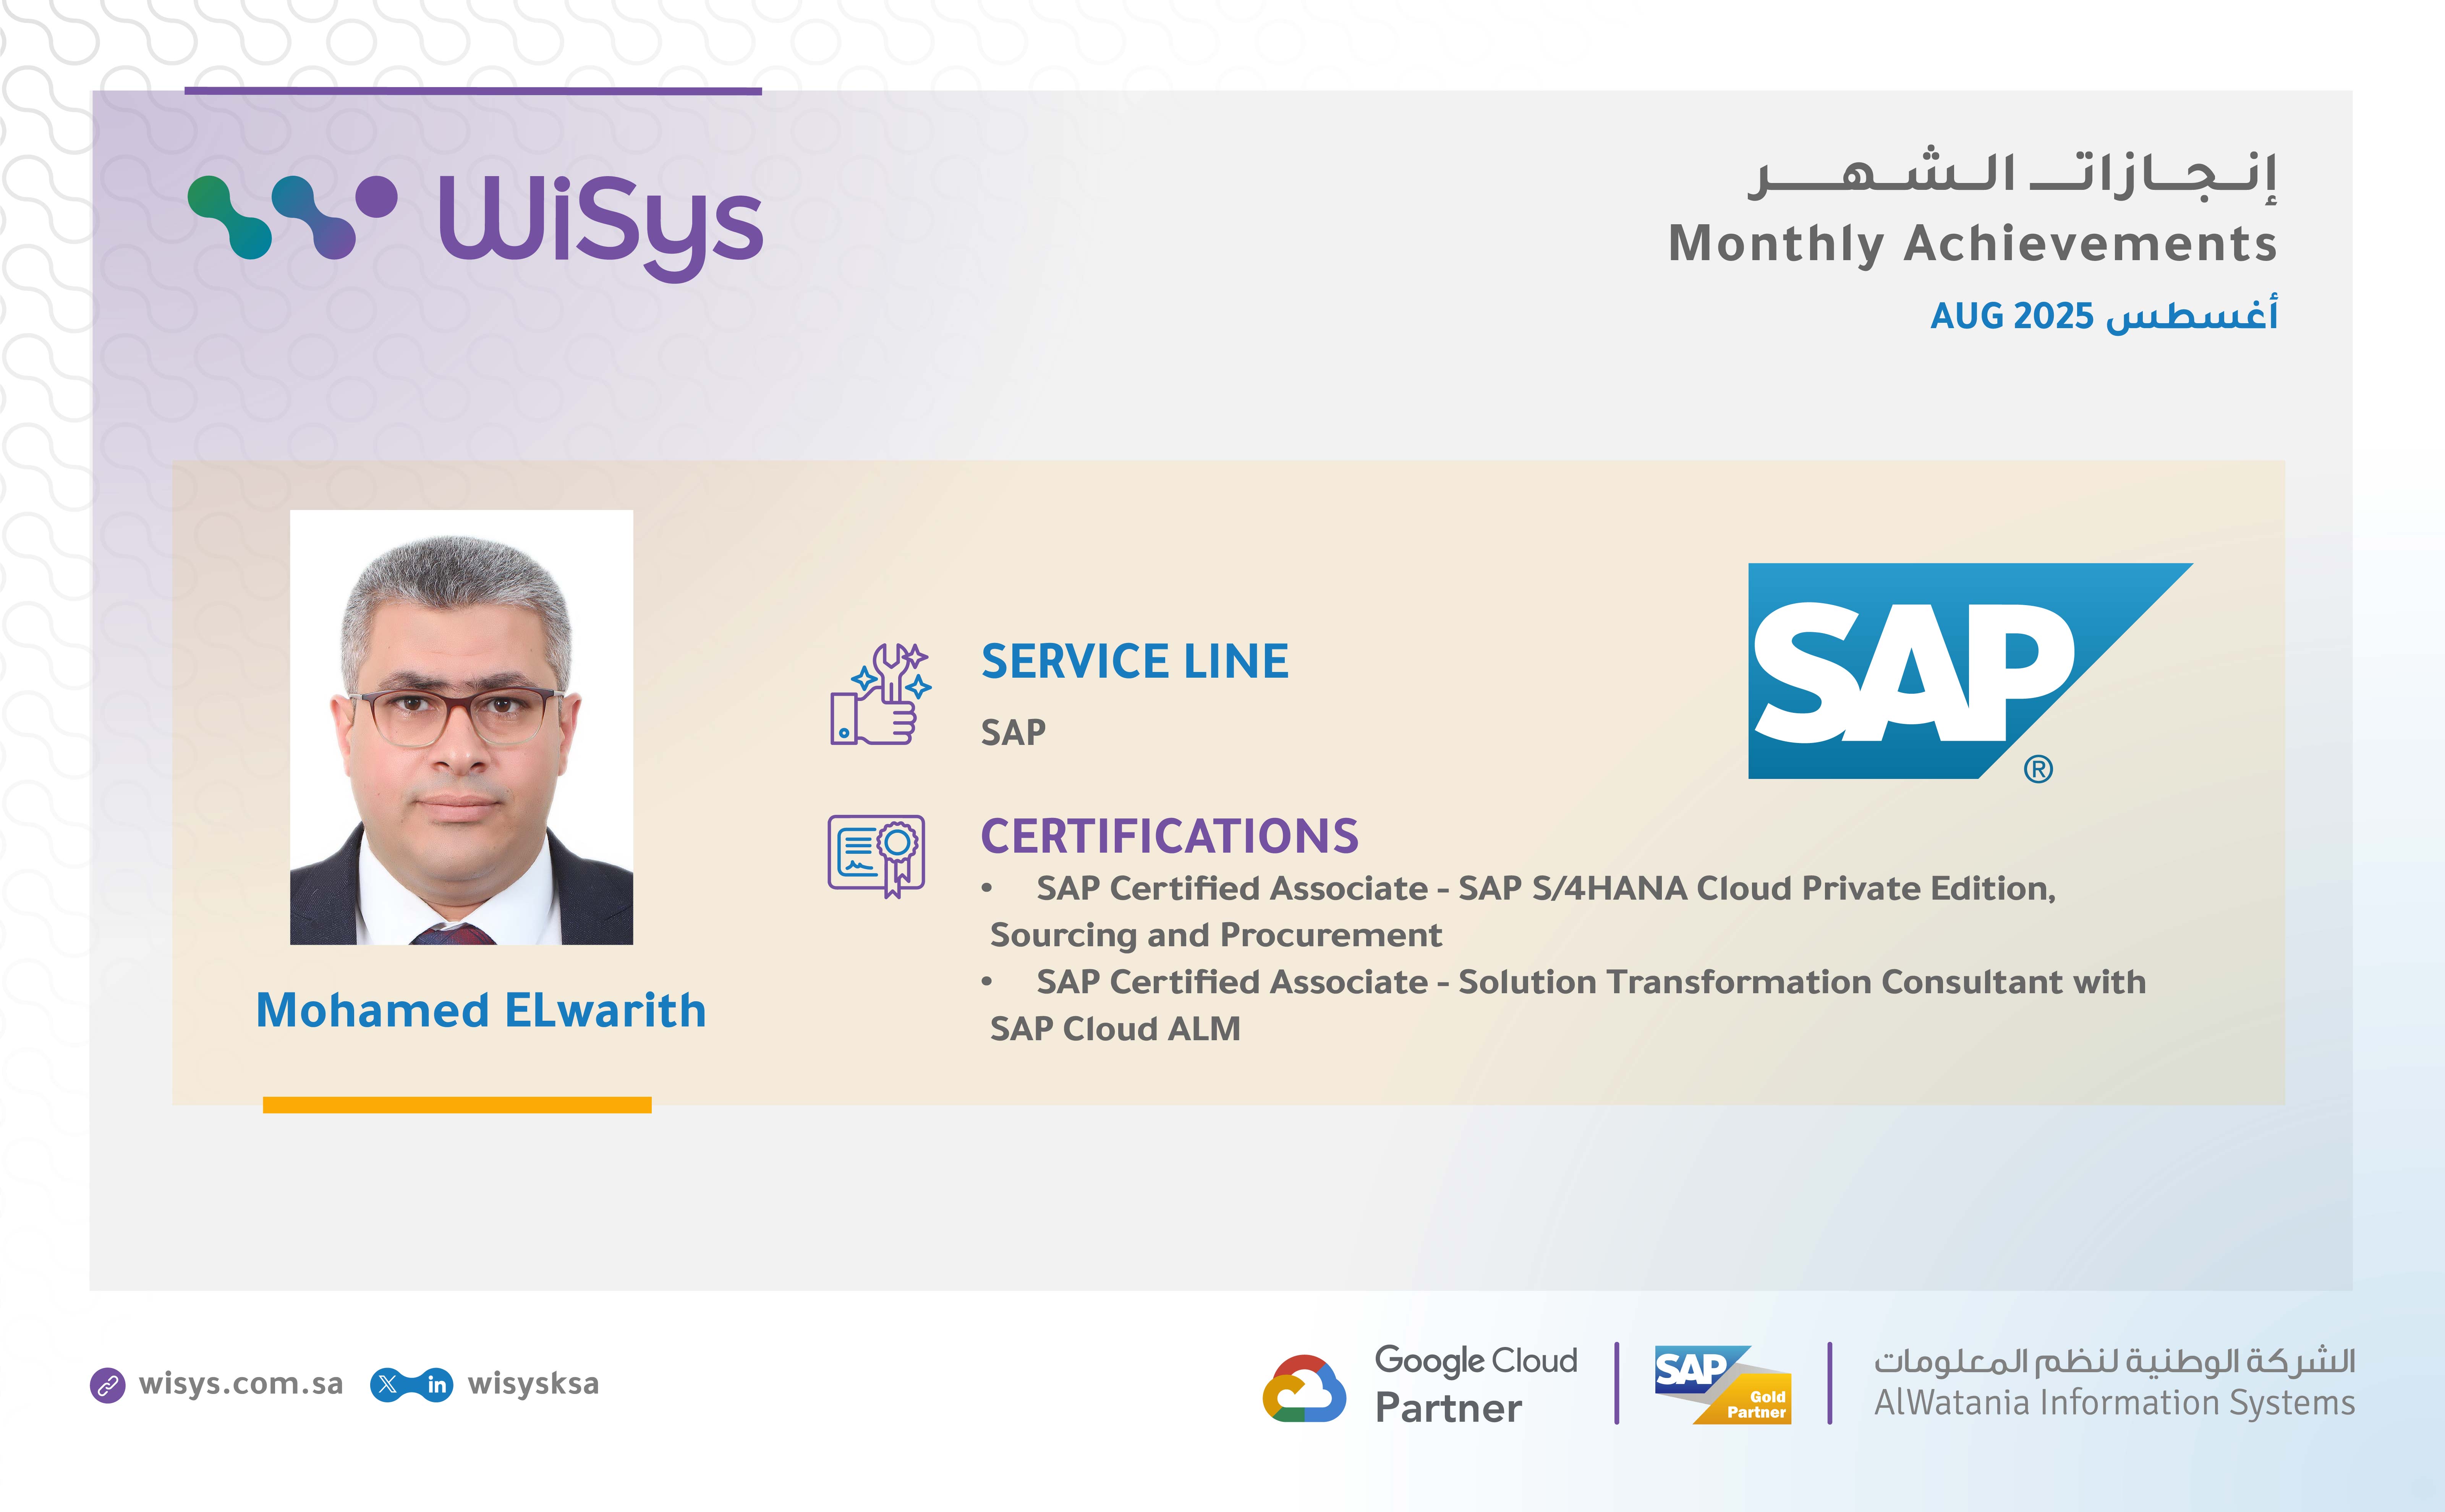 WiSys
إنجازات الشهر
Monthly Achievements
أغسطس AUG 2025
SERVICE LINE
SAP
SAP
®
CERTIFICATIONS
• SAP Certified Associate - SAP S/4HANA Cloud Private Edition,
Sourcing and Procurement
• SAP Certified Associate - Solution Transformation Consultant with
SAP Cloud ALM
Mohamed ELwarith
wisys.com.sa
X in wisysksa
Google Cloud
Partner
SAP
Gold
Partner
الشركة الوطنية لنظم المعلومات
AlWatania Information Systems